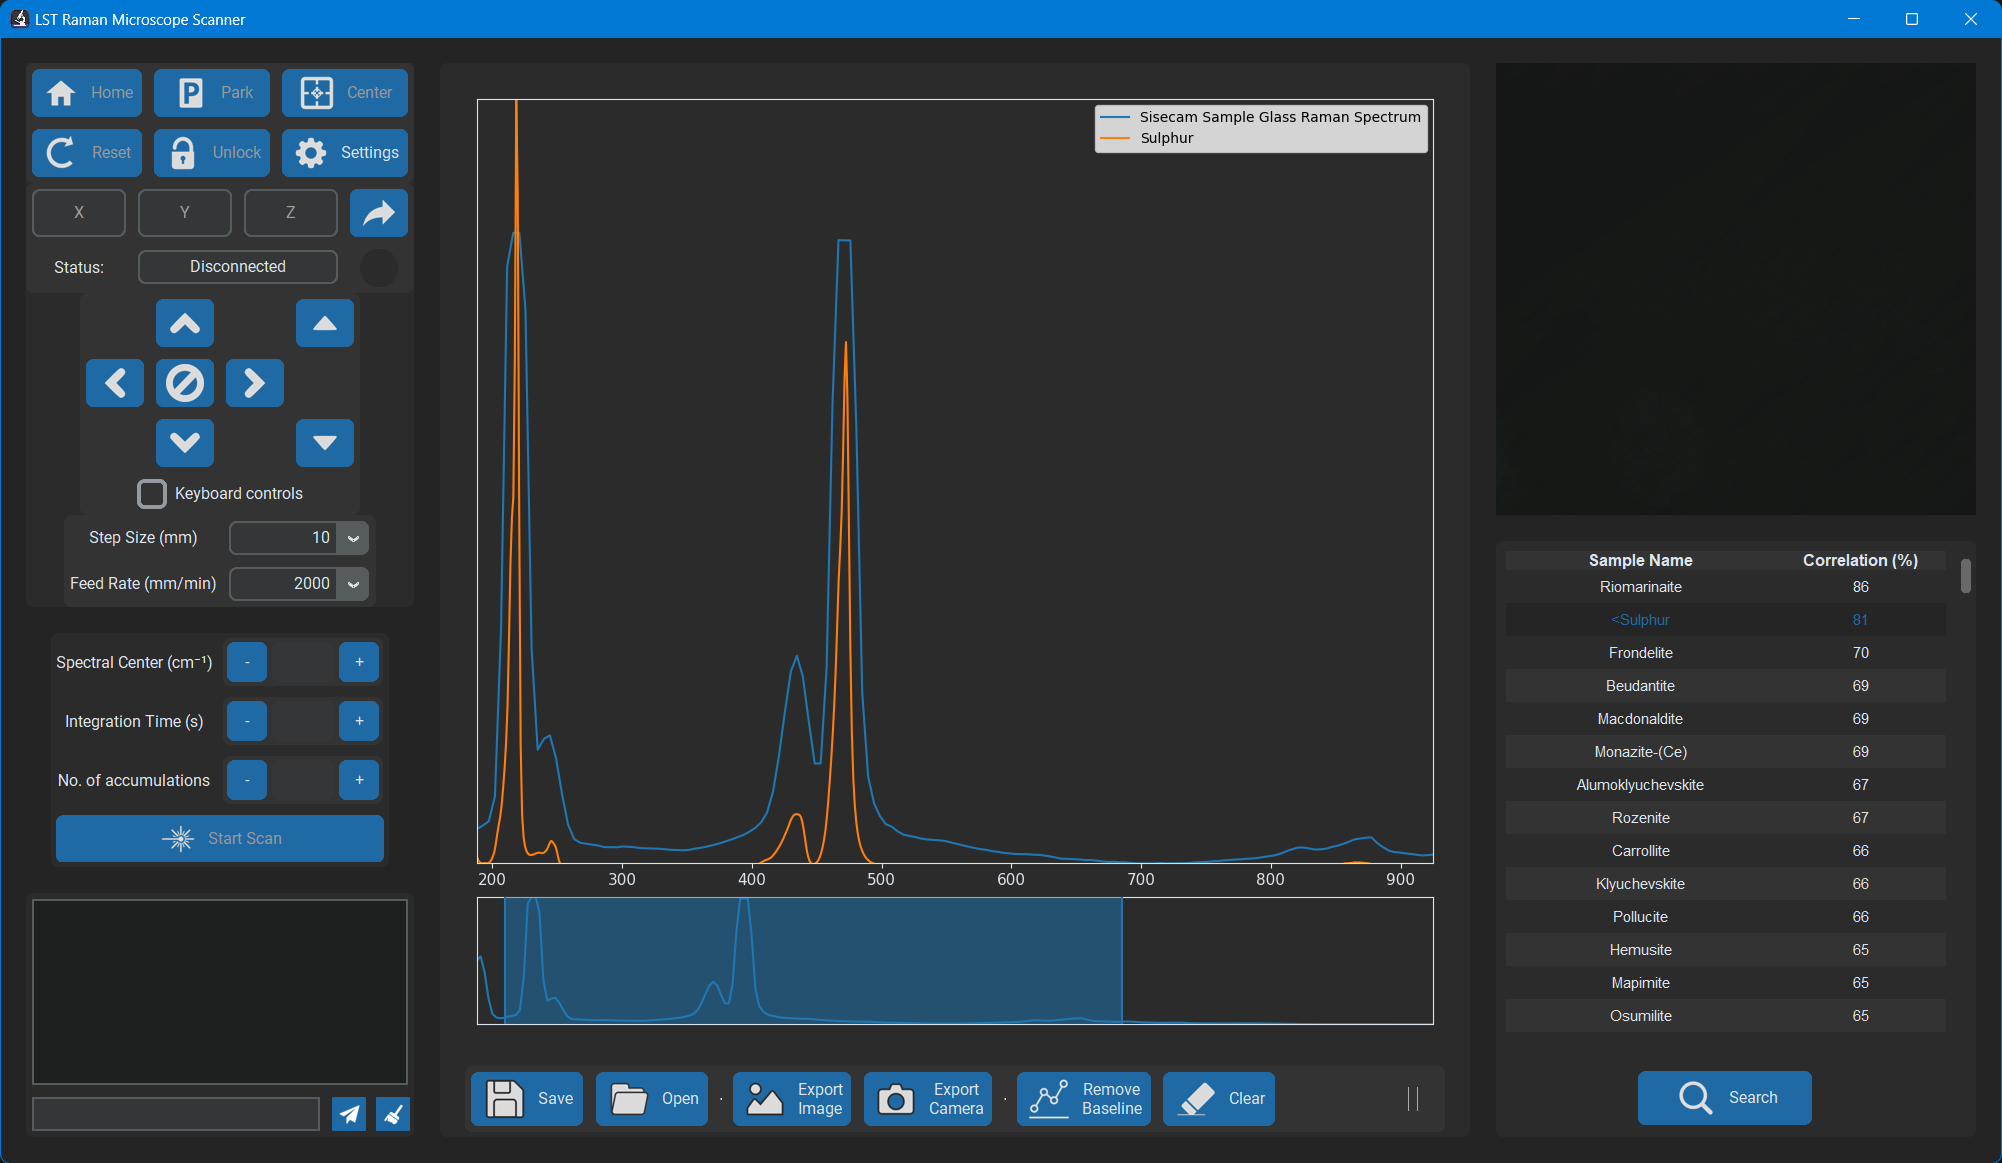 LST Raman Microscope Scanner
Home
Park
Center
Reset
Unlock
Settings
X
Y
Z
Status:
Disconnected
Keyboard controls
Step Size (mm)
10
Feed Rate (mm/min)
2000
Spectral Center (cm⁻¹)
-
+
Integration Time (s)
-
+
No. of accumulations
-
+
Start Scan
Sisecam Sample Glass Raman Spectrum
Sulphur
200
300
400
500
600
700
800
900
Save
Open
Export
Image
Export
Camera
Remove
Baseline
Clear
Sample Name Correlation (%)
Riomarinaite 86
<Sulphur 81
Frondelite 70
Beudantite 69
Macdonaldite 69
Monazite-(Ce) 69
Alumoklyuchevskite 67
Rozenite 67
Carrollite 66
Klyuchevskite 66
Pollucite 66
Hemusite 65
Mapimite 65
Osumilite 65
Search